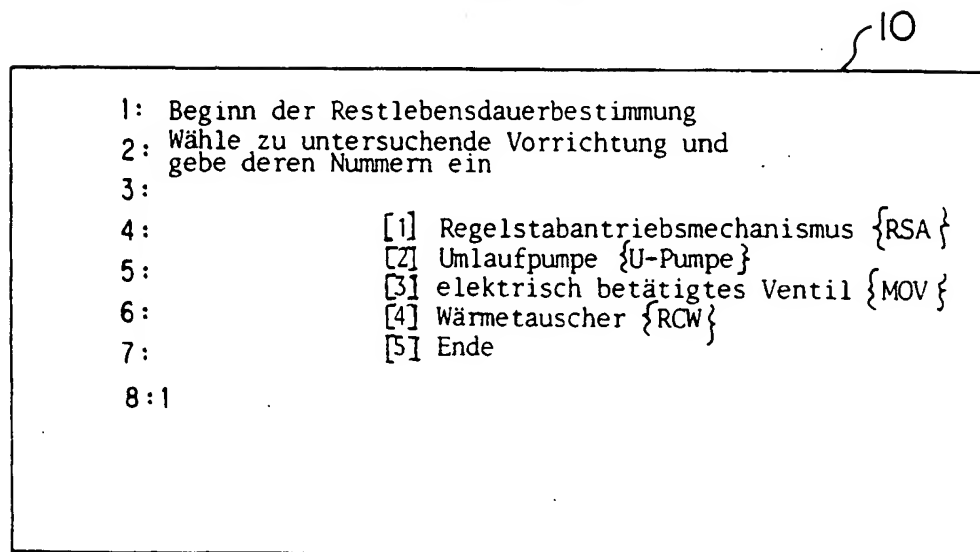 10
1: Beginn der Restlebensdauerbestimmung
2: Wähle zu untersuchende Vorrichtung und
gebe deren Nummern ein
3:
4: [1] Regelstabantriebsmechanismus {RSA}
5: [2] Umlaufpumpe {U-Pumpe}
[3] elektrisch betätigtes Ventil {MOV}
6: [4] Wärmetauscher {RCW}
7: [5] Ende
8:1